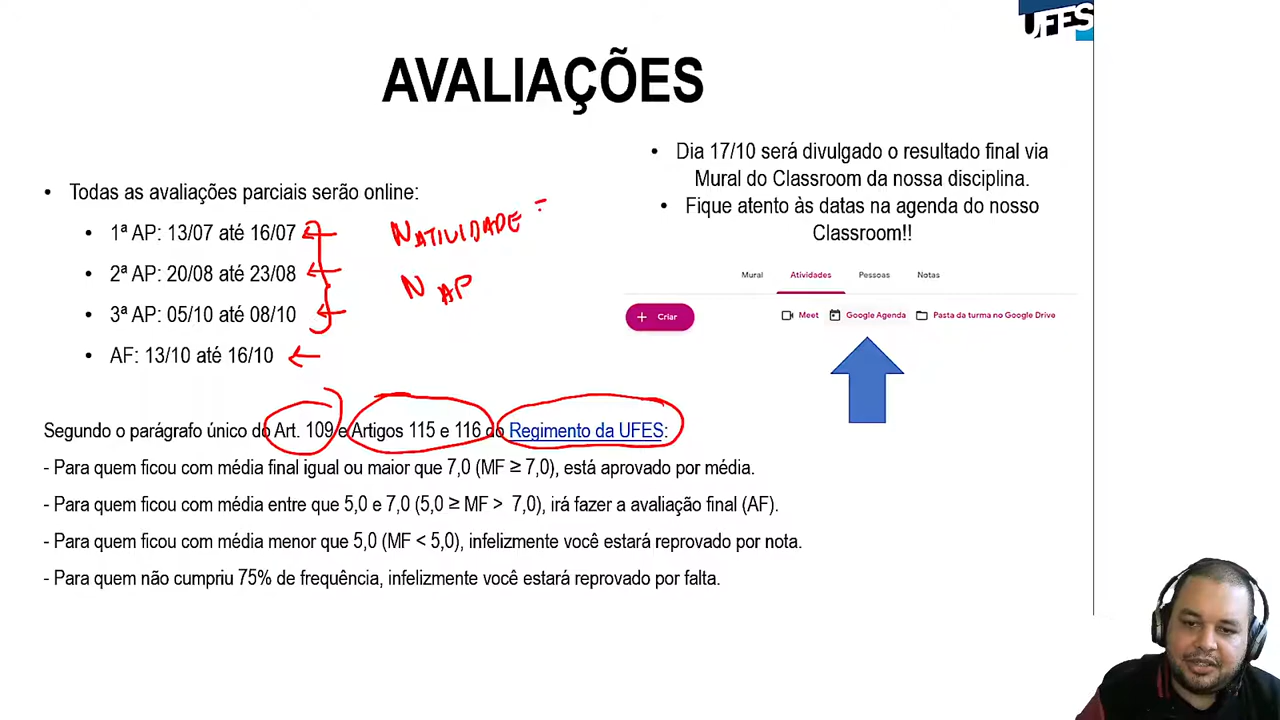 UFES
AVALIAÇÕES
• Todas as avaliações parciais serão online:
• 1ª AP: 13/07 até 16/07
• 2ª AP: 20/08 até 23/08
• 3ª AP: 05/10 até 08/10
• AF: 13/10 até 16/10
NATIVIDADE =
NAP
• Dia 17/10 será divulgado o resultado final via
Mural do Classroom da nossa disciplina.
• Fique atento às datas na agenda do nosso
Classroom!!
Mural Atividades Pessoas Notas
+ Criar Meet Google Agenda Pasta da turma no Google Drive
Segundo o parágrafo único do Art. 109 e Artigos 115 e 116 do Regimento da UFES:
- Para quem ficou com média final igual ou maior que 7,0 (MF ≥ 7,0), está aprovado por média.
- Para quem ficou com média entre que 5,0 e 7,0 (5,0 ≥ MF > 7,0), irá fazer a avaliação final (AF).
- Para quem ficou com média menor que 5,0 (MF < 5,0), infelizmente você estará reprovado por nota.
- Para quem não cumpriu 75% de frequência, infelizmente você estará reprovado por falta.